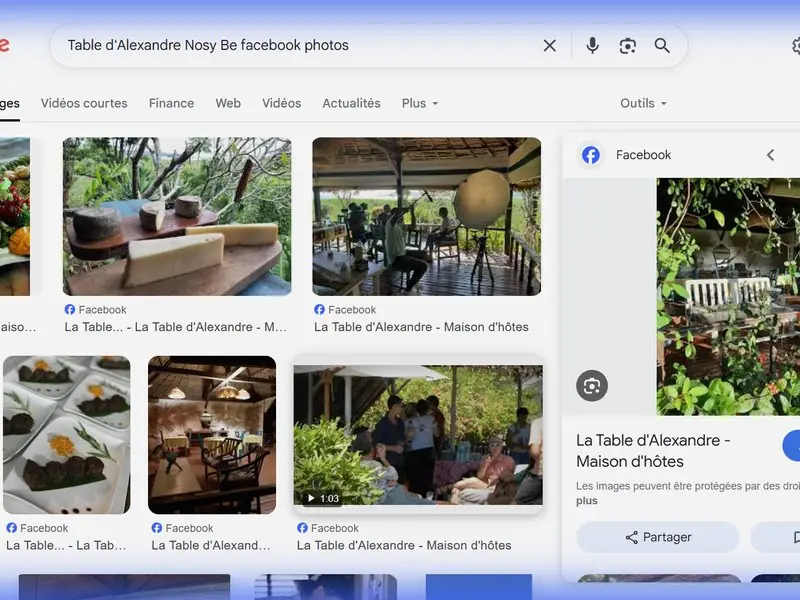 Table d'Alexandre Nosy Be facebook photos
ges Vidéos courtes Finance Web Vidéos Actualités Plus Outils
Facebook
Facebook
Facebook
aiso… La Table... - La Table d'Alexandre - M… La Table d'Alexandre - Maison d'hôtes
1:03
La Table d'Alexandre -
Maison d'hôtes
Les images peuvent être protégées par des droi
plus
Facebook
Facebook
Facebook
Partager
La Table... - La Tab… La Table d'Alexand… La Table d'Alexandre - Maison d'hôtes